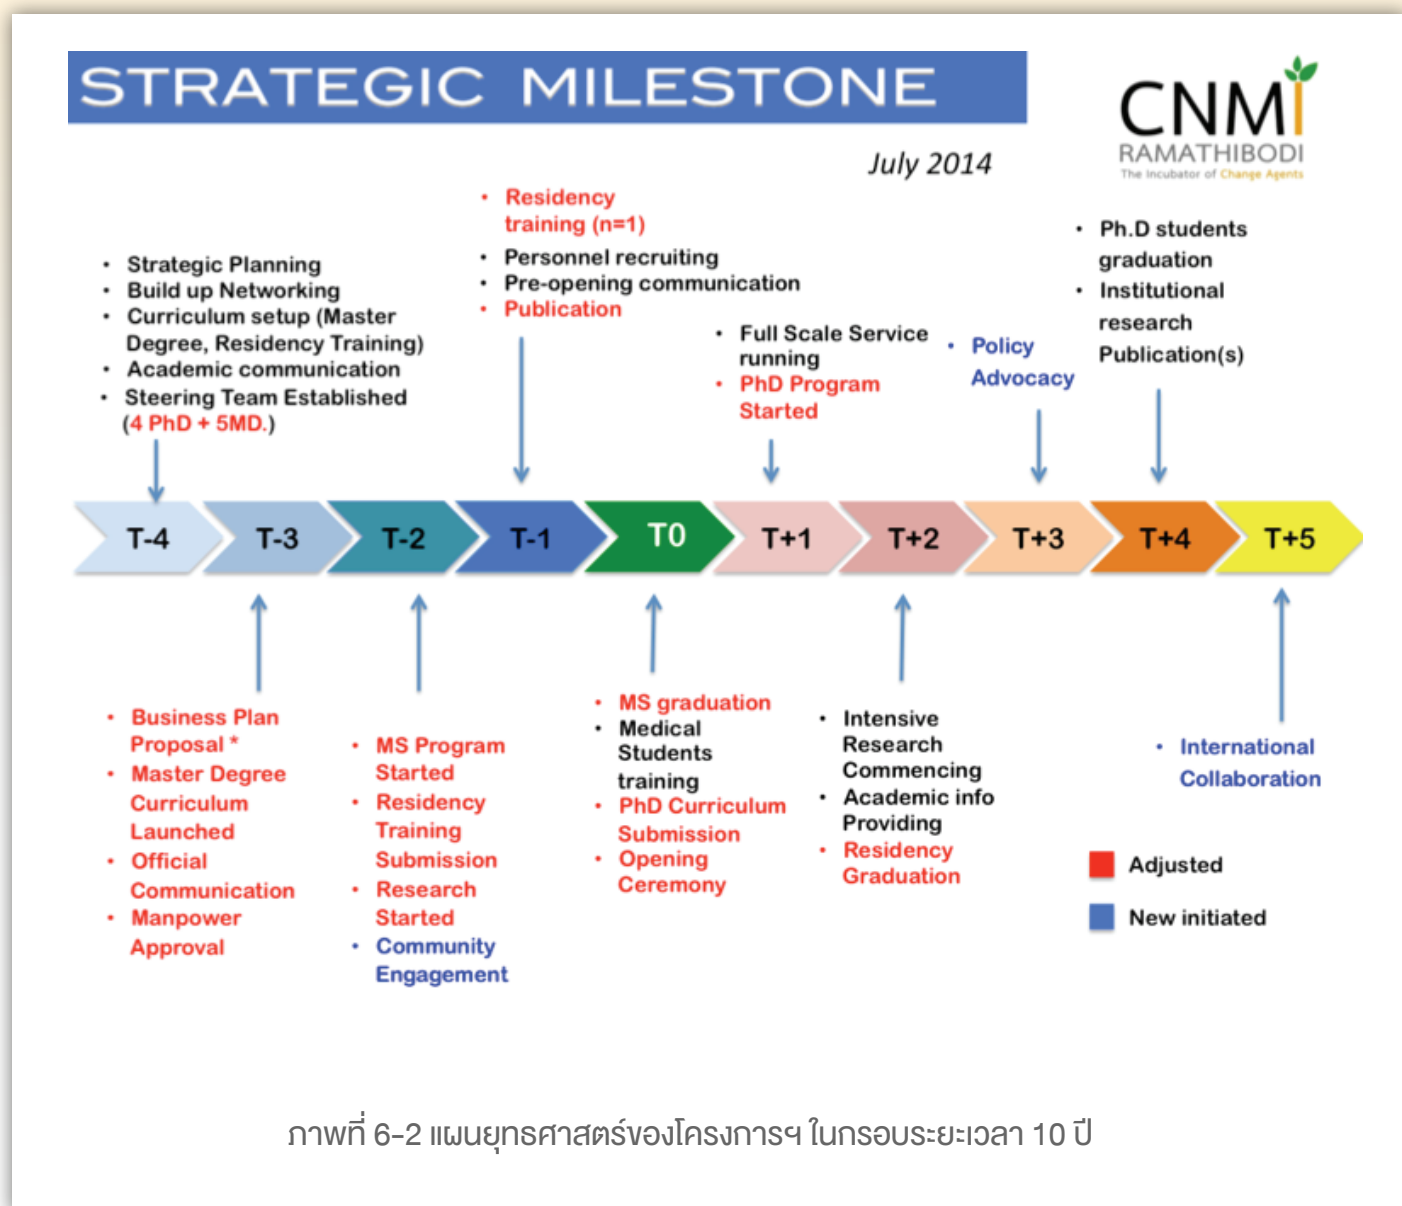 STRATEGIC MILESTONE
CNMI
RAMATHIBODI
The Incubator of Change Agents
July 2014
• Strategic Planning
• Build up Networking
• Curriculum setup (Master
Degree, Residency Training)
• Academic communication
• Steering Team Established
(4 PhD + 5MD.)
• Residency
training (n=1)
• Personnel recruiting
• Pre-opening communication
• Publication
• Full Scale Service
running
• PhD Program
Started
• Policy
Advocacy
• Ph.D students
graduation
• Institutional
research
Publication(s)
T-4
T-3
T-2
T-1
T0
T+1
T+2
T+3
T+4
T+5
• Business Plan
Proposal *
• Master Degree
Curriculum
Launched
• Official
Communication
• Manpower
Approval
• MS Program
Started
• Residency
Training
Submission
• Research
Started
• Community
Engagement
• MS graduation
• Medical
Students
training
• PhD Curriculum
Submission
• Opening
Ceremony
• Intensive
Research
Commencing
• Academic info
Providing
• Residency
Graduation
• International
Collaboration
Adjusted
New initiated
ภาพที่ 6-2 แผนยุทธศาสตร์ของโครงการฯ ในกรอบระยะเวลา 10 ปี